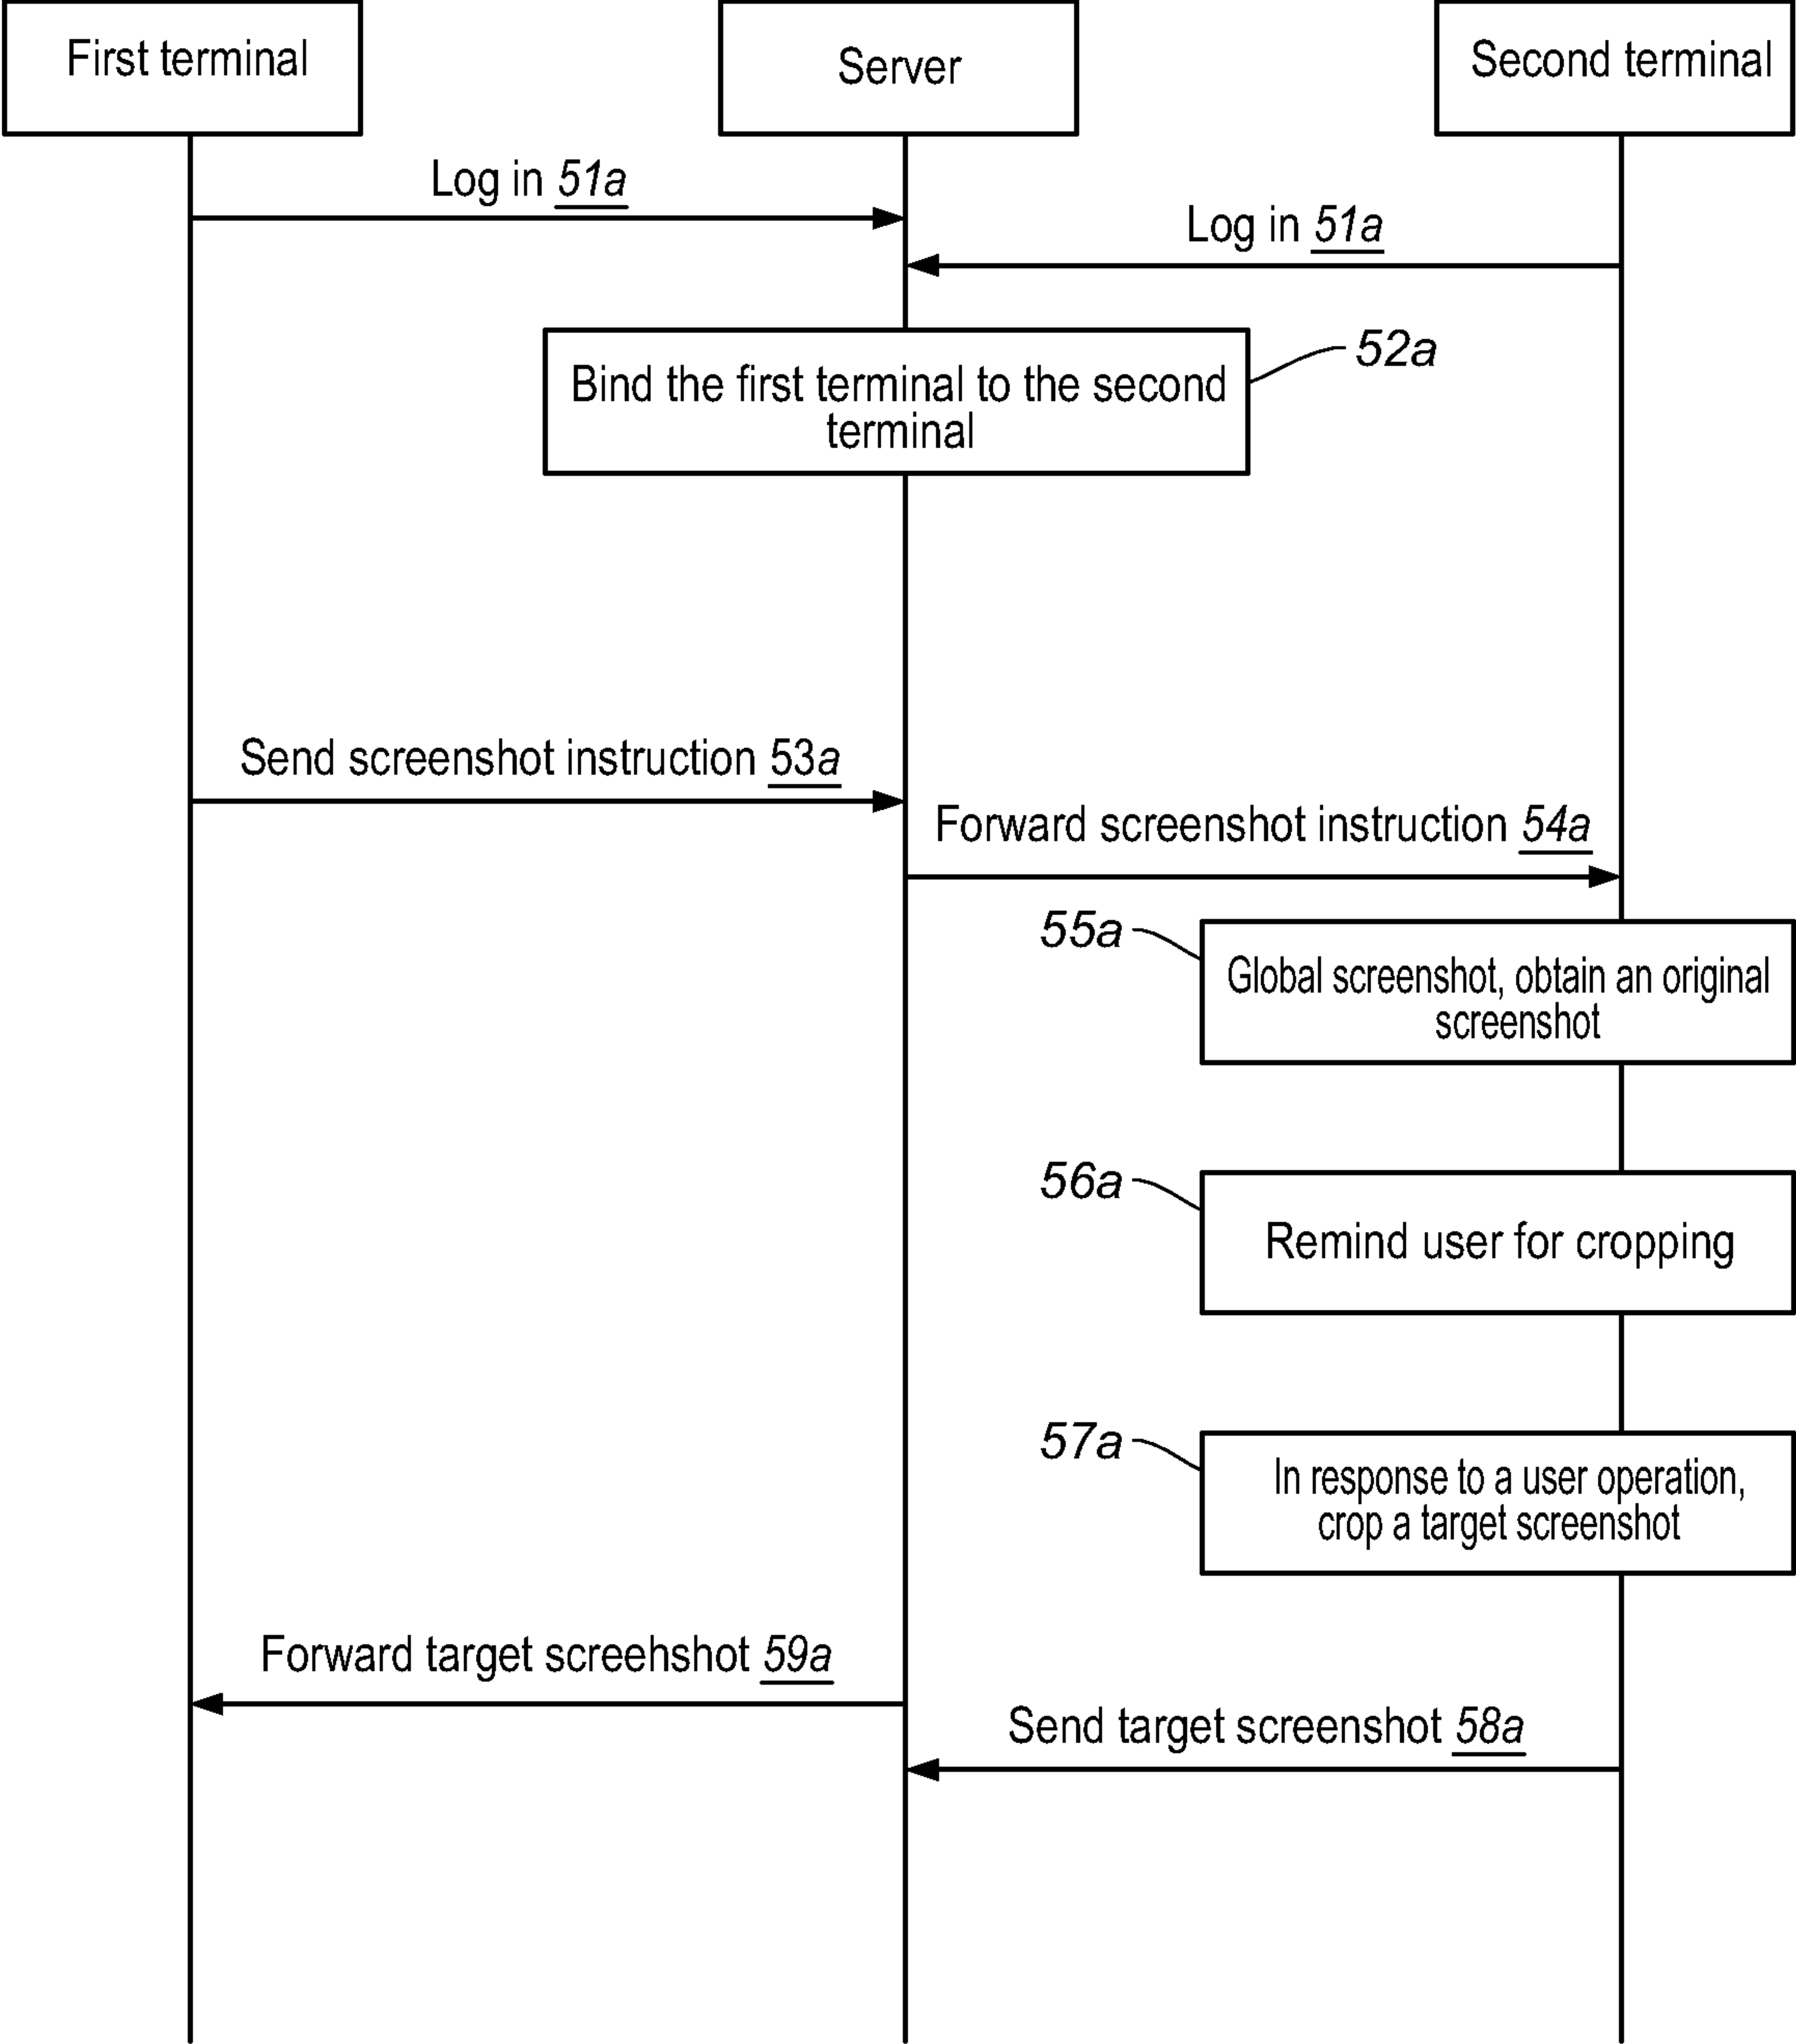 First terminal
Server
Second terminal
Log in 51a
Log in 51a
52a
Bind the first terminal to the second
terminal
Send screenshot instruction 53a
Forward screenshot instruction 54a
55a
Global screenshot, obtain an original
screenshot
56a
Remind user for cropping
57a
In response to a user operation,
crop a target screenshot
Forward target screehshot 59a
Send target screenshot 58a